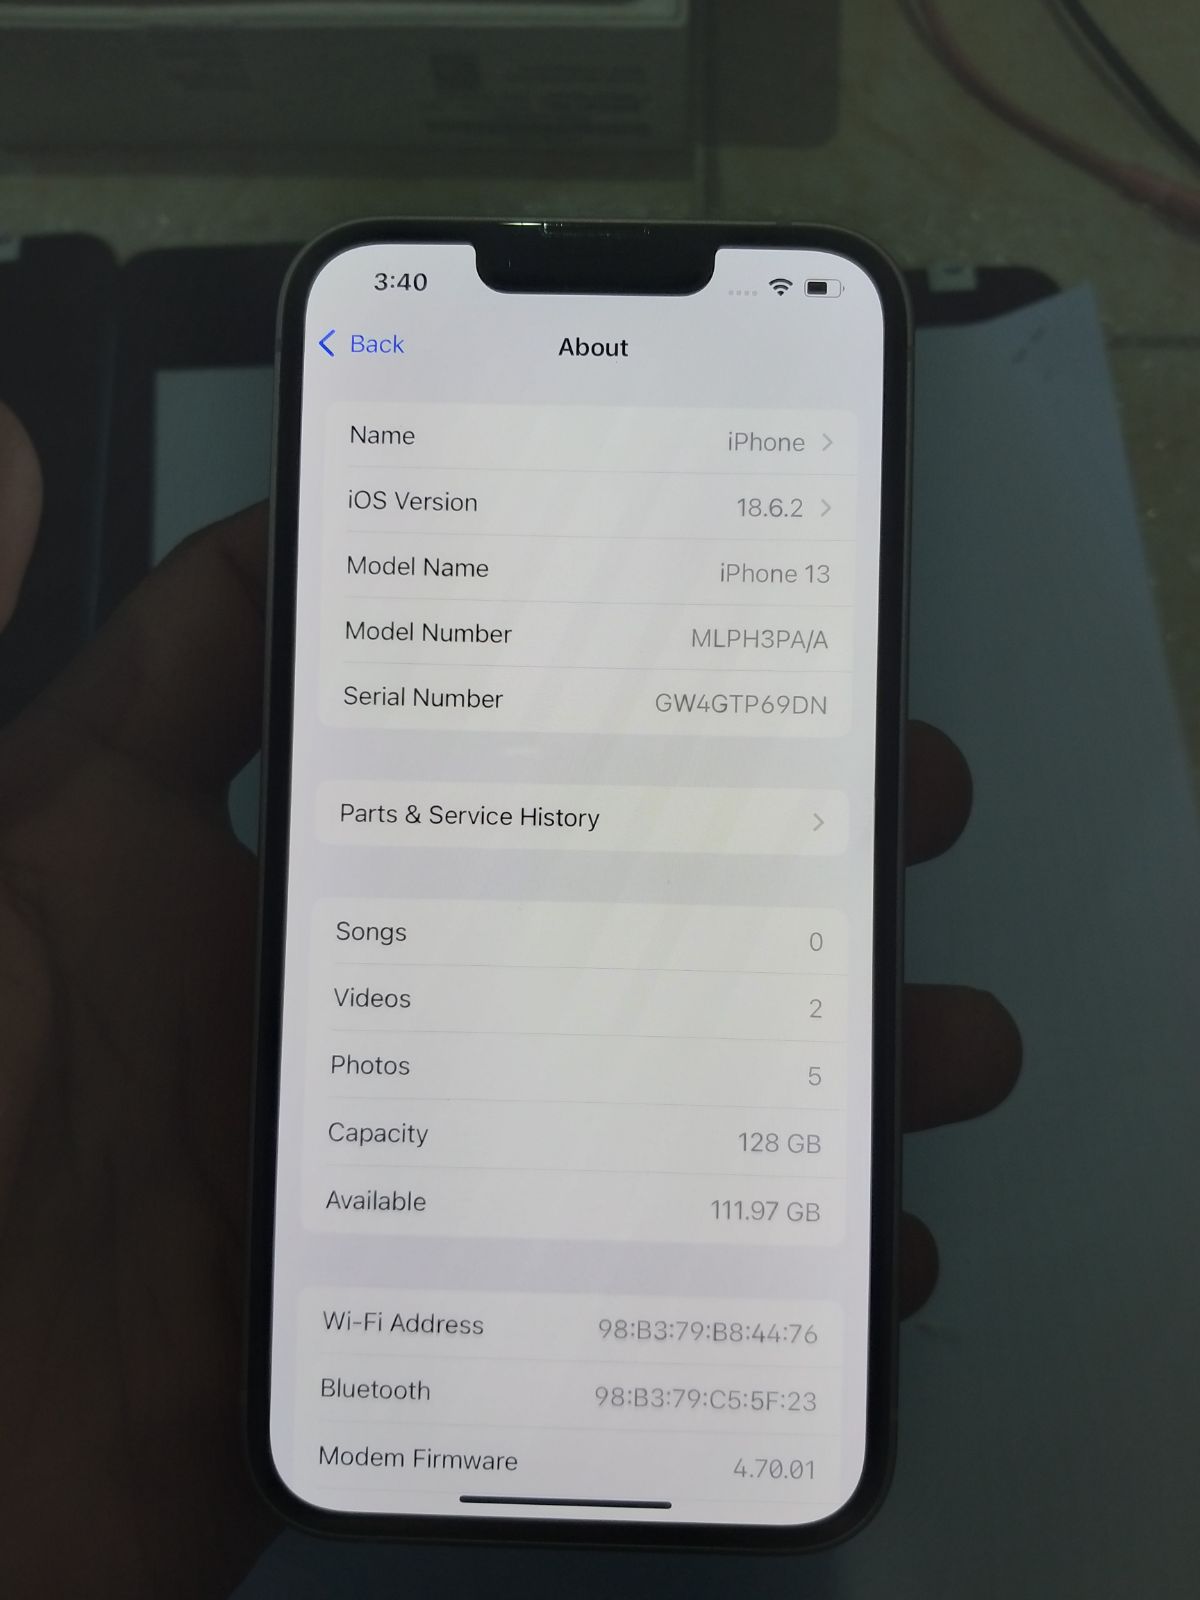 3:40
Back
About
Name iPhone
iOS Version 18.6.2
Model Name iPhone 13
Model Number MLPH3PA/A
Serial Number GW4GTP69DN
Parts & Service History
Songs 0
Videos 2
Photos 5
Capacity 128 GB
Available 111.97 GB
Wi-Fi Address 98:B3:79:B8:44:76
Bluetooth 98:B3:79:C5:5F:23
Modem Firmware 4.70.01